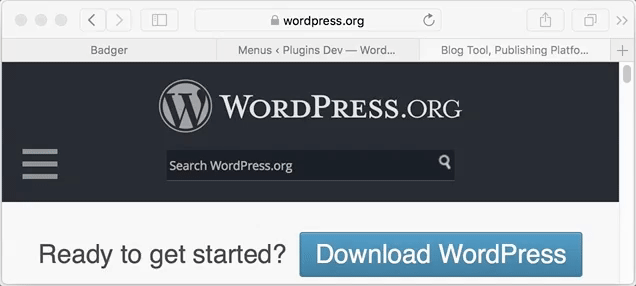 wordpress.org
Badger
Menus ‹ Plugins Dev — Word...
Blog Tool, Publishing Platfo...
WORDPRESS.ORG
Search WordPress.org
Ready to get started?
Download WordPress